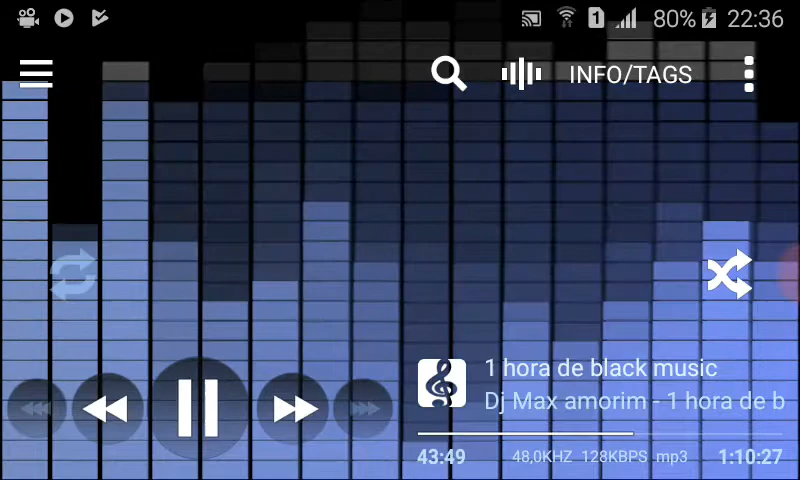 1 80% 22:36
INFO/TAGS
1 hora de black music
Dj Max amorim - 1 hora de b
43:49 48,0KHZ 128KBPS mp3 1:10:27